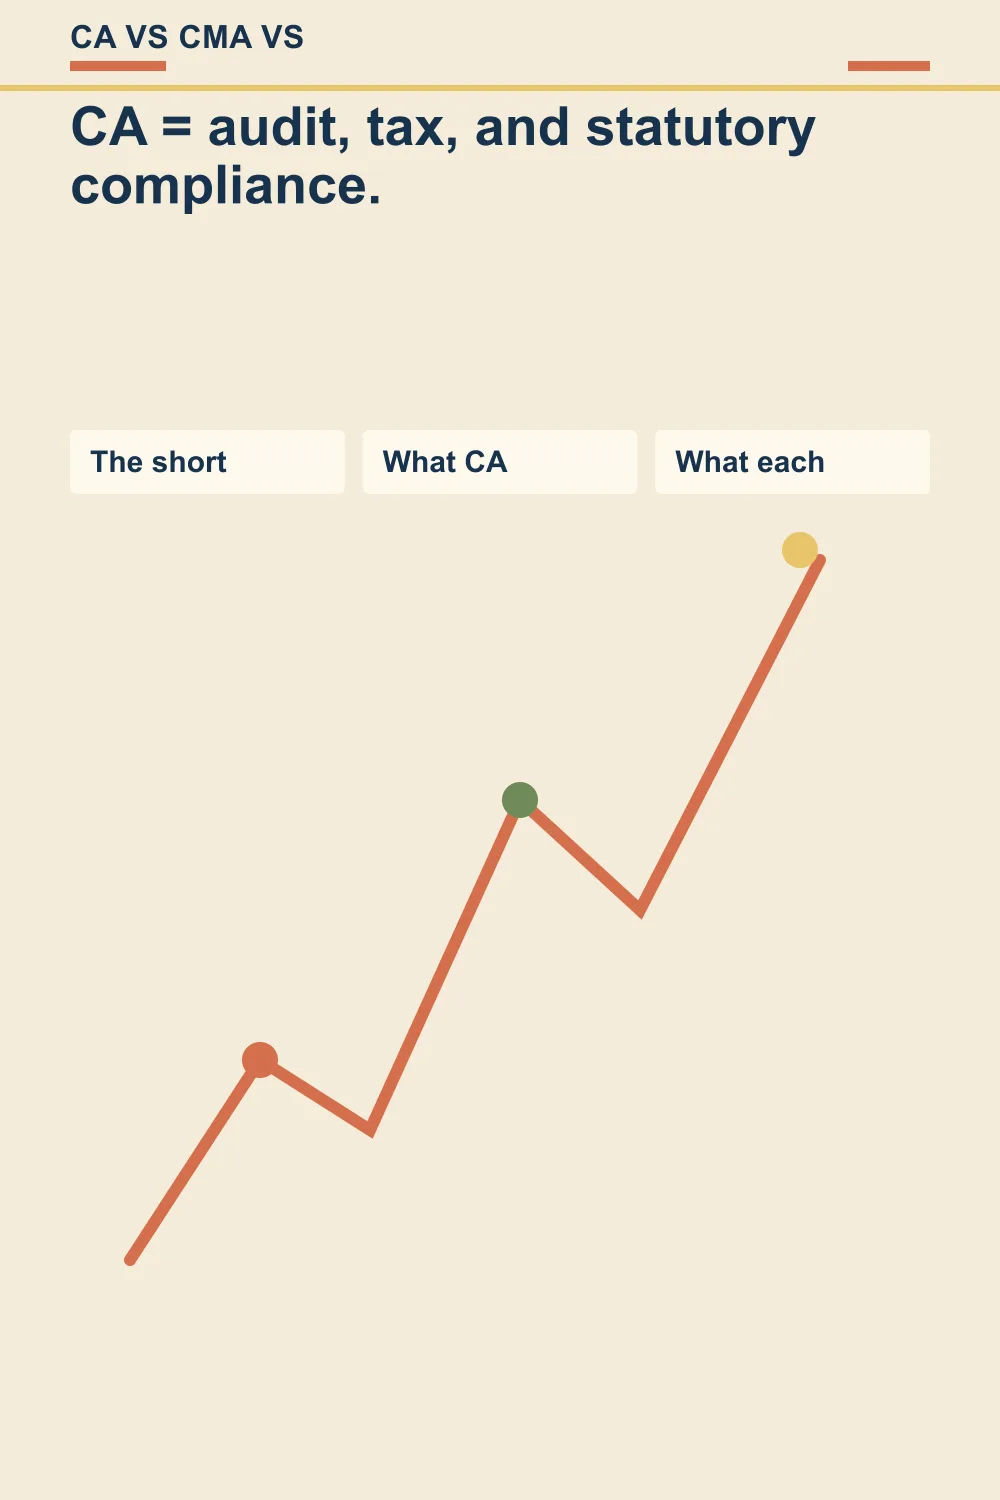 CA VS CMA VS
CA = audit, tax, and statutory
compliance.
The short
What CA
What each